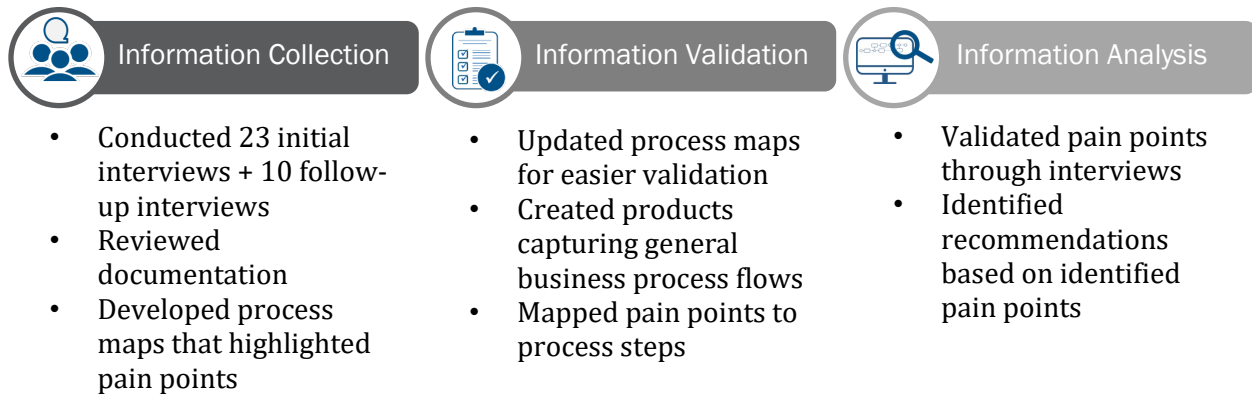 Information Collection
• Conducted 23 initial
interviews + 10 follow-
up interviews
• Reviewed
documentation
• Developed process
maps that highlighted
pain points
Information Validation
• Updated process maps
for easier validation
• Created products
capturing general
business process flows
• Mapped pain points to
process steps
Information Analysis
• Validated pain points
through interviews
• Identified
recommendations
based on identified
pain points